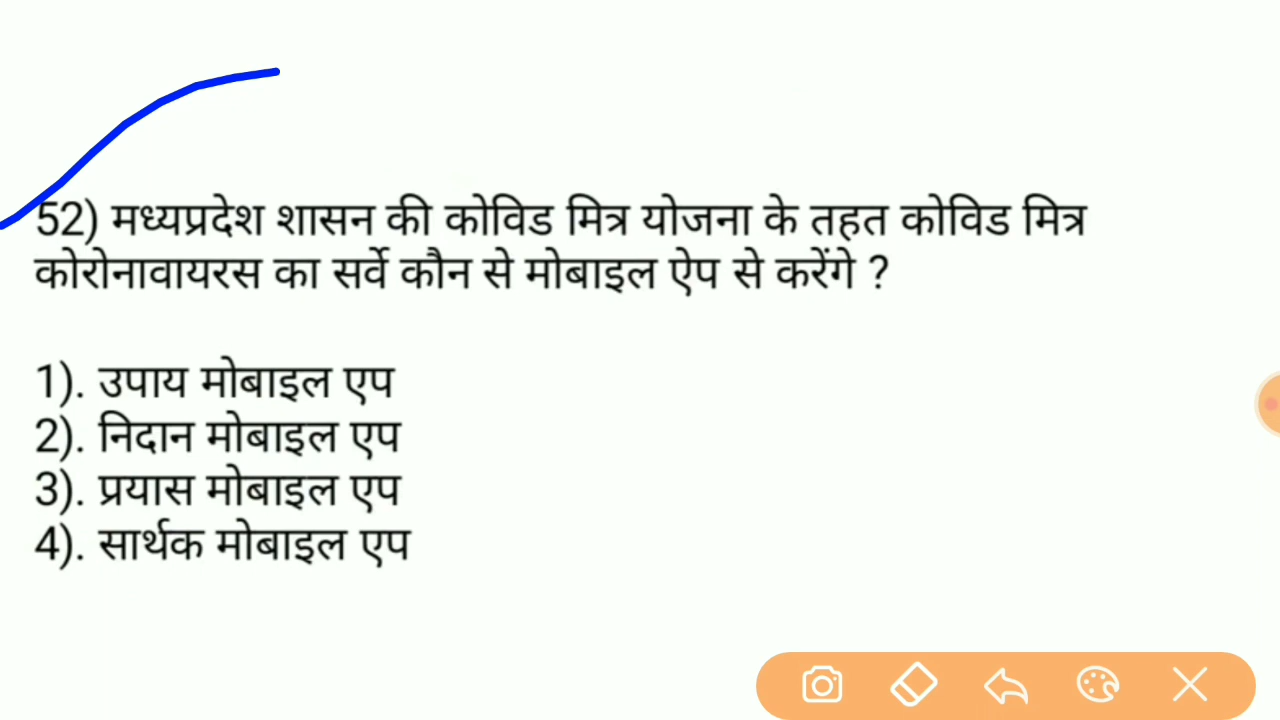 52) मध्यप्रदेश शासन की कोविड मित्र योजना के तहत कोविड मित्र
कोरोनावायरस का सर्वे कौन से मोबाइल ऐप से करेंगे ?
1). उपाय मोबाइल एप
2). निदान मोबाइल एप
3). प्रयास मोबाइल एप
4). सार्थक मोबाइल एप